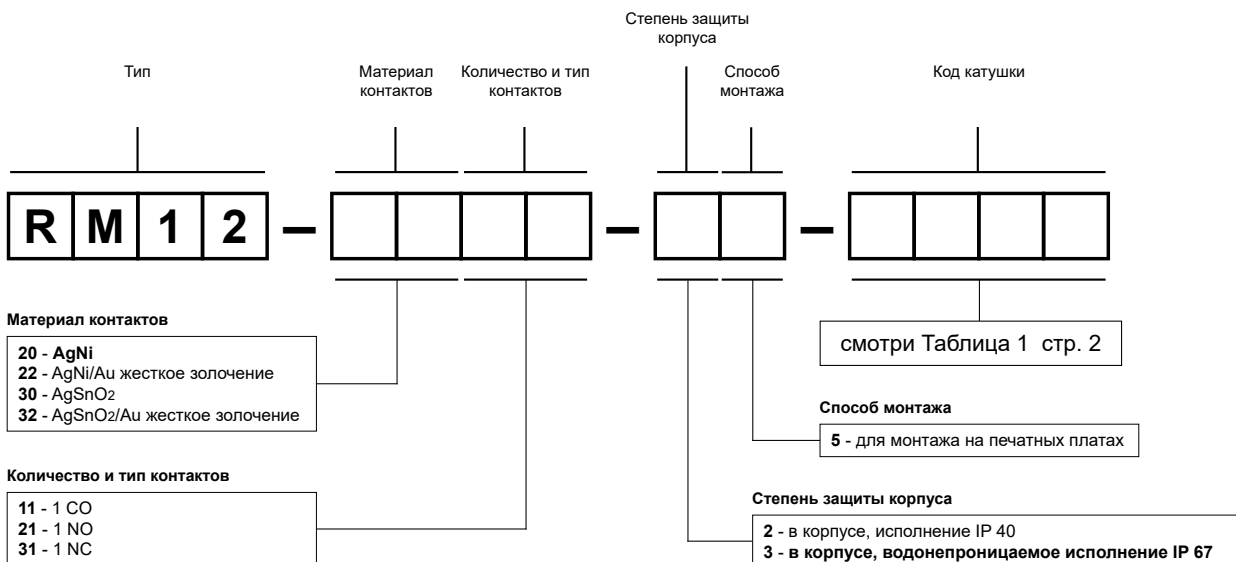 Степень защиты
корпуса
Тип
Материал
контактов
Количество и тип
контактов
Способ
монтажа
Код катушки
RM12 – –  –
Материал контактов
20 - AgNi
22 - AgNi/Au жесткое золочение
30 - AgSnO2
32 - AgSnO2/Au жесткое золочение
смотри Таблица 1 стр. 2
Способ монтажа
5 - для монтажа на печатных платах
Количество и тип контактов
11 - 1 CO
21 - 1 NO
31 - 1 NC
Степень защиты корпуса
2 - в корпусе, исполнение IP 40
3 - в корпусе, водонепроницаемое исполнение IP 67